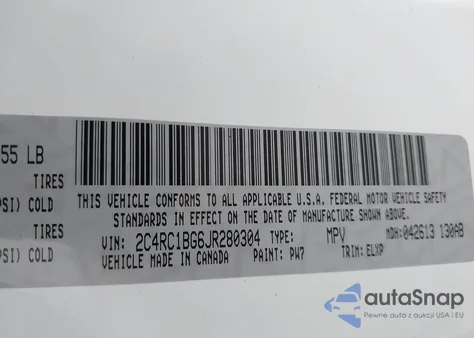 55 LB
TIRES
PSI) COLD
TIRES
PSI) COLD
THIS VEHICLE CONFORMS TO ALL APPLICABLE U.S.A. FEDERAL MOTOR VEHICLE SAFETY
STANDARDS IN EFFECT ON THE DATE OF MANUFACTURE SHOWN ABOVE.
VIN: 2C4RC1BG6JR280304 TYPE: MPV MDH: 042613 130AB
VEHICLE MADE IN CANADA PAINT: PW7 TRIM: ELXP
autoSnap
Pewne auta z aukcji USA i EU